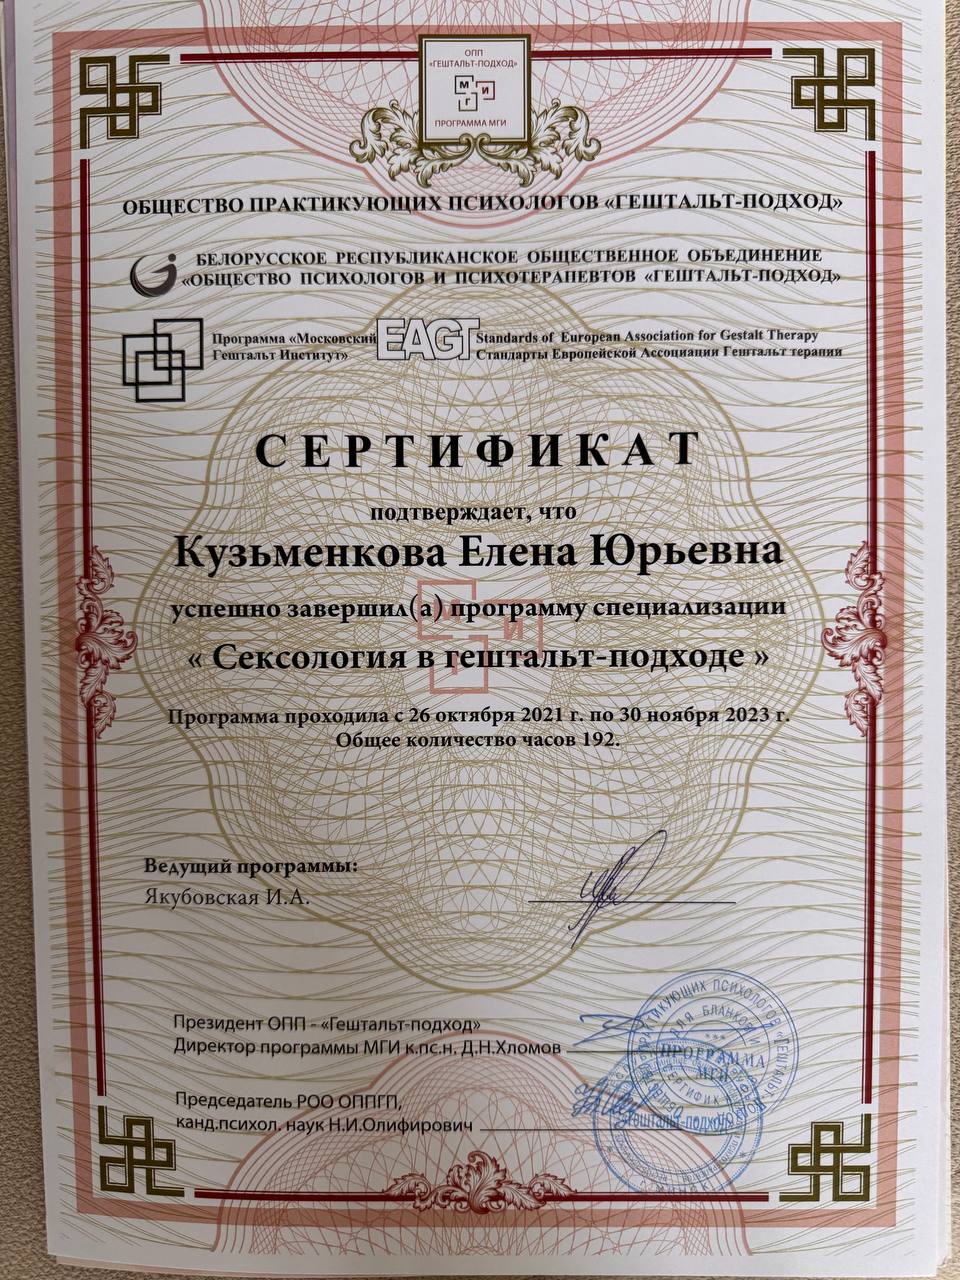 ОПП
«ГЕШТАЛЬТ-ПОДХОД»
М
И
Г
ПРОГРАММА МГИ
ОБЩЕСТВО ПРАКТИКУЮЩИХ ПСИХОЛОГОВ «ГЕШТАЛЬТ-ПОДХОД»
БЕЛОРУССКОЕ РЕСПУБЛИКАНСКОЕ ОБЩЕСТВЕННОЕ ОБЪЕДИНЕНИЕ
«ОБЩЕСТВО ПСИХОЛОГОВ И ПСИХОТЕРАПЕВТОВ «ГЕШТАЛЬТ-ПОДХОД»
Программа «Московский
Гештальт Институт»
EAGT
Standards of European Association for Gestalt Therapy
Стандарты Европейской Ассоциации Гештальт терапии
СЕРТИФИКАТ
подтверждает, что
Кузьменкова Елена Юрьевна
успешно завершил(а) программу специализации
« Сексология в гештальт-подходе »
Программа проходила с 26 октября 2021 г. по 30 ноября 2023 г.
Общее количество часов 192.
Ведущий программы:
Якубовская И.А.
Президент ОПП - «Гештальт-подход»
Директор программы МГИ к.пс.н. Д.Н.Хломов
Председатель РОО ОППГП,
канд.психол. наук Н.И.Олифирович
ПРОГРАММА
МГИ